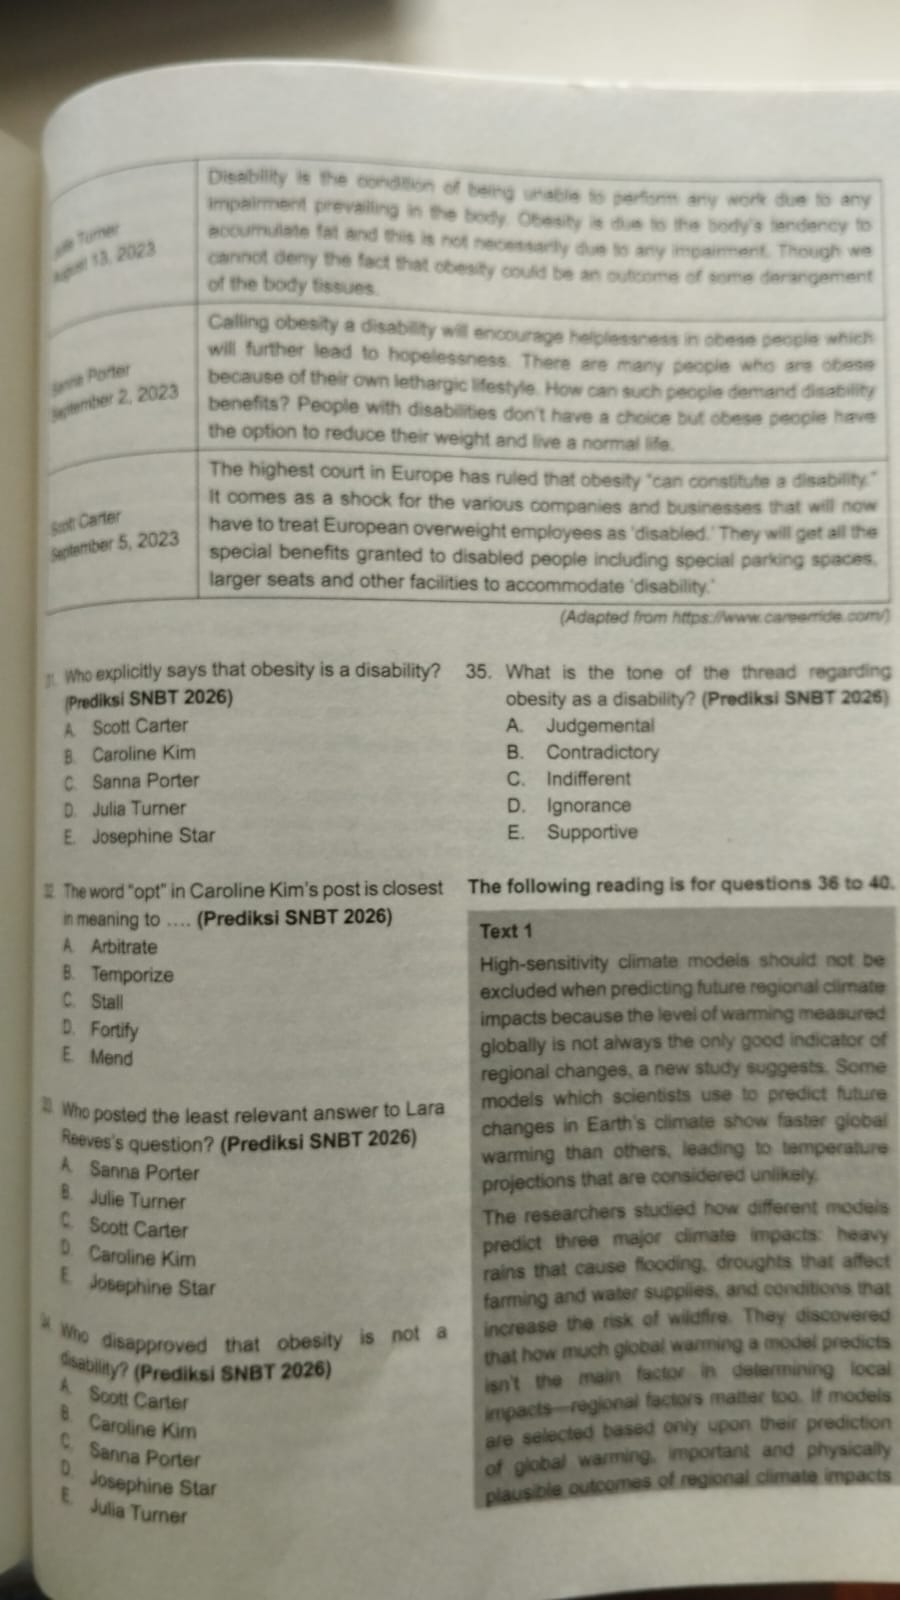 Turner
August 13, 2023
Disability is the condition of being unable to perform any work due to any
impairment prevailing in the body. Obesity is due to the body's tendency to
accumulate fat and this is not necessarily due to any impairment. Though we
cannot deny the fact that obesity could be an outcome of some derangement
of the body tissues.
Porter
September 2, 2023
Calling obesity a disability will encourage helplessness in obese people which
will further lead to hopelessness. There are many people who are obese
because of their own lethargic lifestyle. How can such people demand disability
benefits? People with disabilities don't have a choice but obese people have
the option to reduce their weight and live a normal life.
Scott Carter
September 5, 2023
The highest court in Europe has ruled that obesity "can constitute a disability."
It comes as a shock for the various companies and businesses that will now
have to treat European overweight employees as 'disabled.' They will get all the
special benefits granted to disabled people including special parking spaces,
larger seats and other facilities to accommodate 'disability.'
(Adapted from https://www.careerride.com/)
31. Who explicitly says that obesity is a disability?
(Prediksi SNBT 2026)
A. Scott Carter
B. Caroline Kim
C. Sanna Porter
D. Julia Turner
E. Josephine Star
32. The word "opt" in Caroline Kim's post is closest
in meaning to .... (Prediksi SNBT 2026)
A. Arbitrate
B. Temporize
C. Stall
D. Fortify
E. Mend
33. Who posted the least relevant answer to Lara
Reeves's question? (Prediksi SNBT 2026)
A. Sanna Porter
B. Julie Turner
C. Scott Carter
D. Caroline Kim
E. Josephine Star
34. Who disapproved that obesity is not a
disability? (Prediksi SNBT 2026)
A. Scott Carter
B. Caroline Kim
C. Sanna Porter
D. Josephine Star
E. Julia Turner
35. What is the tone of the thread regarding
obesity as a disability? (Prediksi SNBT 2026)
A. Judgemental
B. Contradictory
C. Indifferent
D. Ignorance
E. Supportive
The following reading is for questions 36 to 40.
Text 1
High-sensitivity climate models should not be
excluded when predicting future regional climate
impacts because the level of warming measured
globally is not always the only good indicator of
regional changes, a new study suggests. Some
models which scientists use to predict future
changes in Earth's climate show faster global
warming than others, leading to temperature
projections that are considered unlikely.
The researchers studied how different models
predict three major climate impacts: heavy
rains that cause flooding, droughts that affect
farming and water supplies, and conditions that
increase the risk of wildfire. They discovered
that how much global warming a model predicts
isn't the main factor in determining local
impacts—regional factors matter too. If models
are selected based only upon their prediction
of global warming, important and physically
plausible outcomes of regional climate impacts